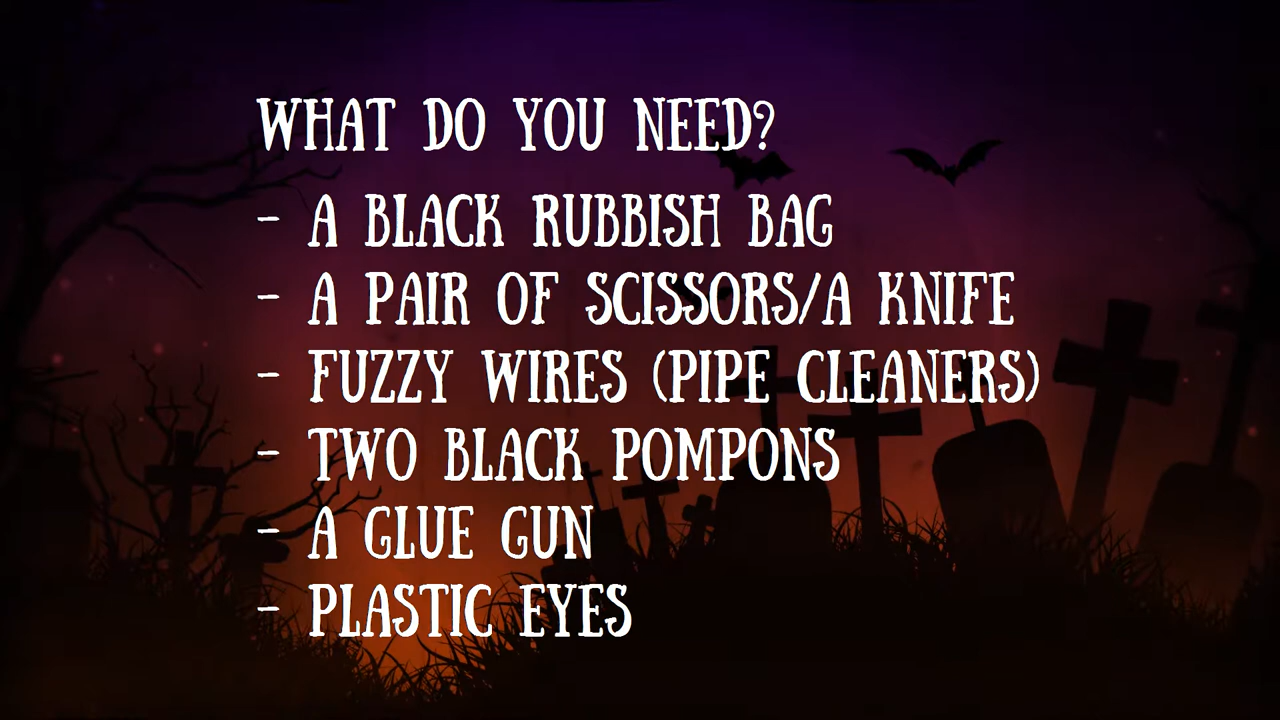 WHAT DO YOU NEED?
- A BLACK RUBBISH BAG
- A PAIR OF SCISSORS/A KNIFE
- FUZZY WIRES (PIPE CLEANERS)
- TWO BLACK POMPONS
- A GLUE GUN
- PLASTIC EYES